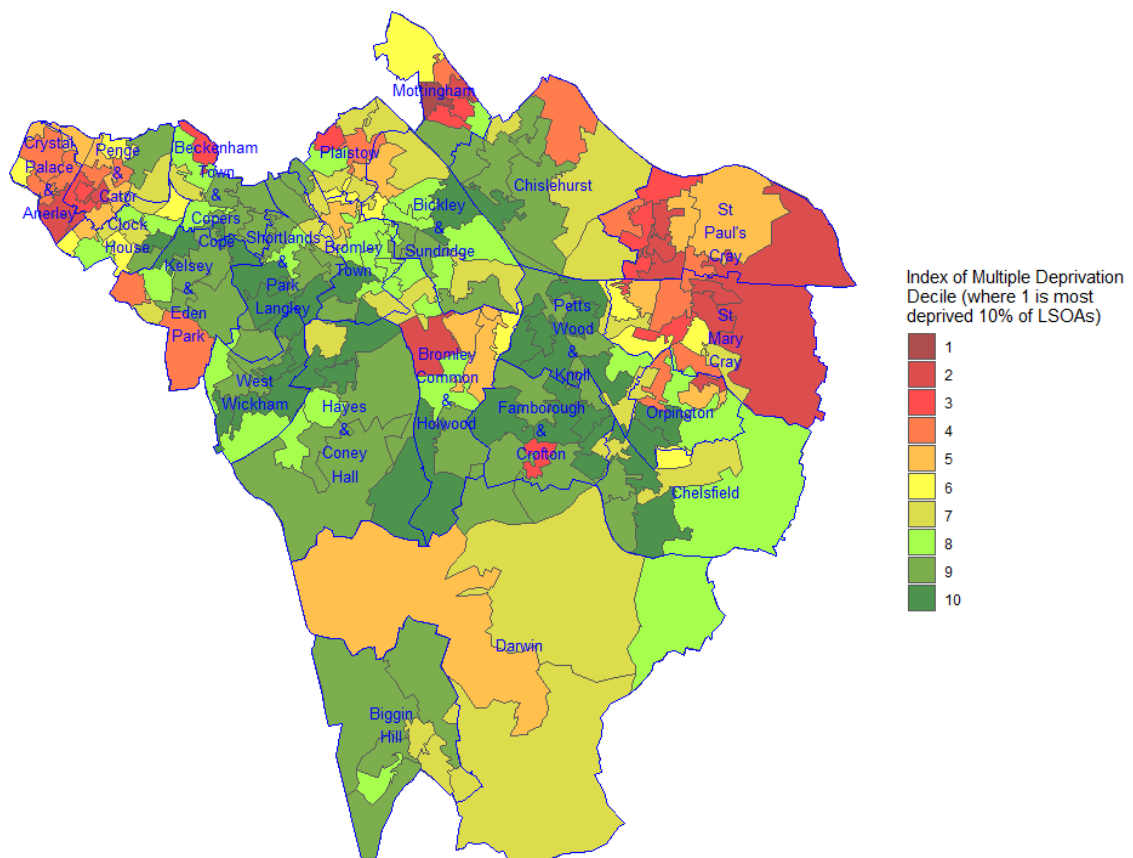 Mottingham
Crystal
Palace
&
Anerley
Penge
&
Cator
Beckenham
Town
&
Copers
Cope
Plaistow
Clock
House
Kelsey
&
Eden
Park
Shortlands
&
Park
Langley
Bromley
Town
Bickley
&
Sundridge
Chislehurst
St
Paul's
Cray
St
Mary
Cray
Petts
Wood
&
Knoll
Bromley
Common
&
Holwood
West
Wickham
Hayes
&
Coney
Hall
Farnborough
&
Crofton
Orpington
Chelsfield
Darwin
Biggin
Hill
Index of Multiple Deprivation
Decile (where 1 is most
deprived 10% of LSOAs)
1
2
3
4
5
6
7
8
9
10